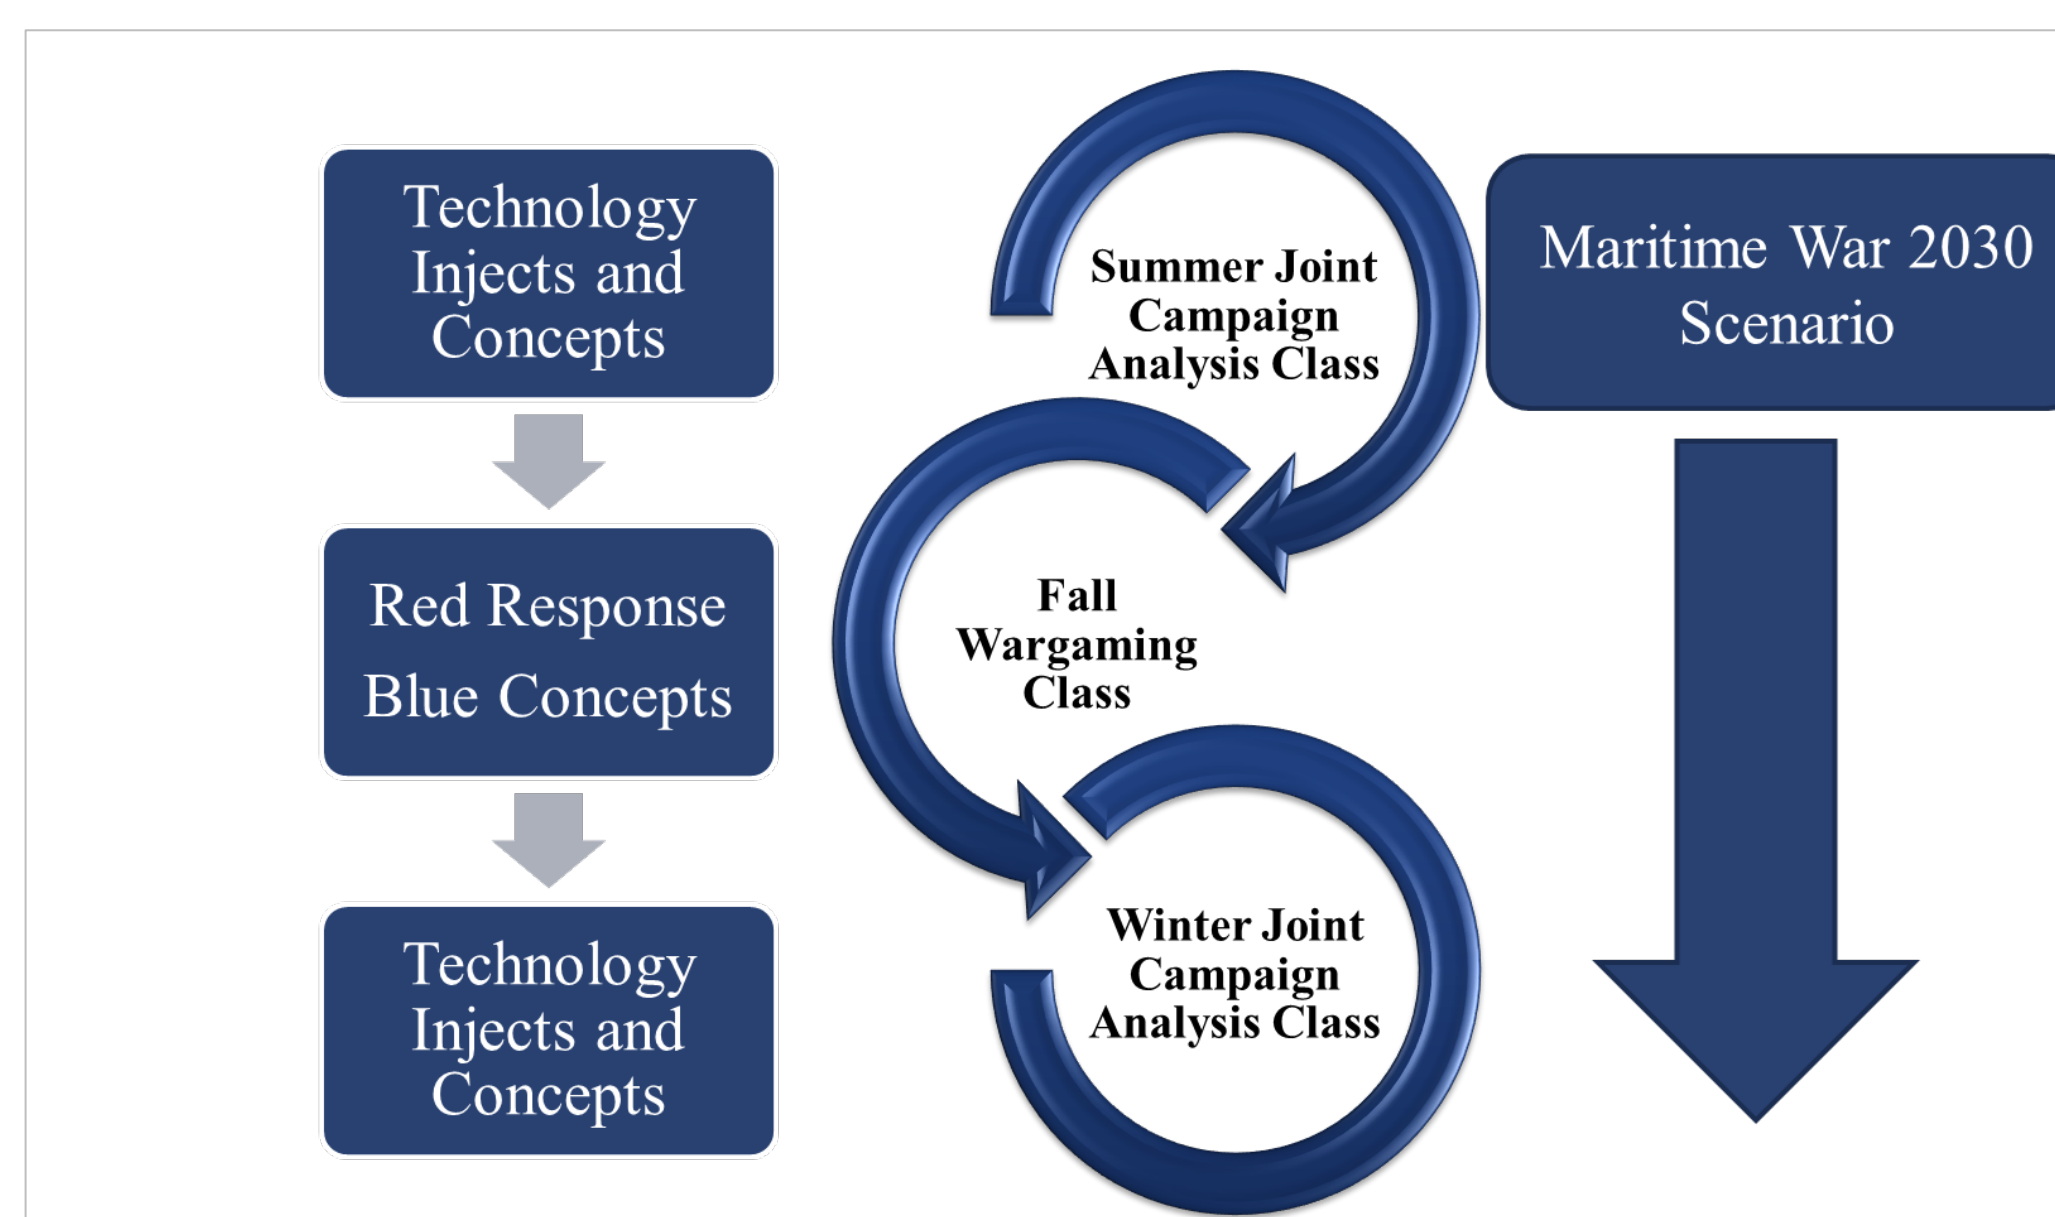 Technology
Injects and
Concepts
Red Response
Blue Concepts
Technology
Injects and
Concepts
Summer Joint
Campaign
Analysis Class
Fall
Wargaming
Class
Winter Joint
Campaign
Analysis Class
Maritime War 2030
Scenario